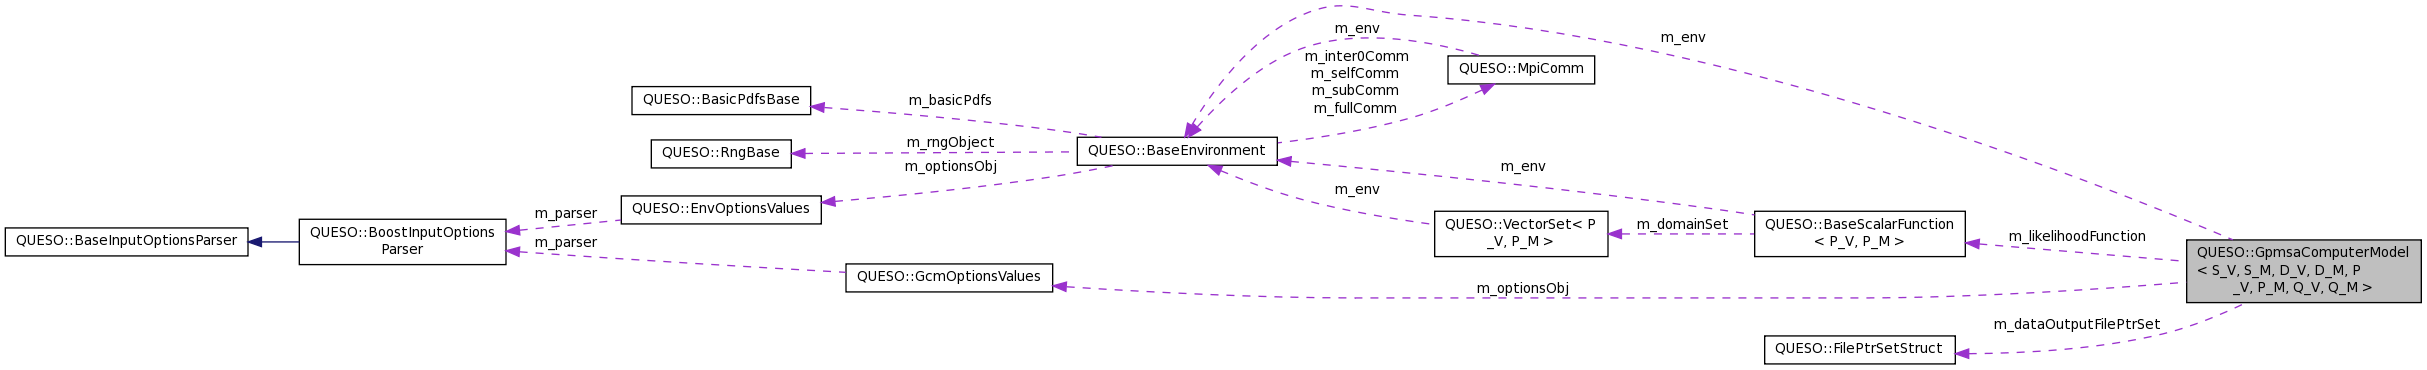 m_env
m_env
m_inter0Comm
m_selfComm
m_subComm
m_fullComm
QUESO::MpiComm
QUESO::BasicPdfsBase
m_basicPdfs
QUESO::RngBase
m_rngObject
QUESO::BaseEnvironment
m_optionsObj
m_env
m_env
QUESO::EnvOptionsValues
m_parser
QUESO::BaseInputOptionsParser
QUESO::BoostInputOptions
Parser
m_parser
QUESO::VectorSet< P
_V, P_M >
m_domainSet
QUESO::BaseScalarFunction
< P_V, P_M >
m_likelihoodFunction
QUESO::GpmsaComputerModel
< S_V, S_M, D_V, D_M, P
_V, P_M, Q_V, Q_M >
QUESO::GcmOptionsValues
m_optionsObj
m_dataOutputFilePtrSet
QUESO::FilePtrSetStruct